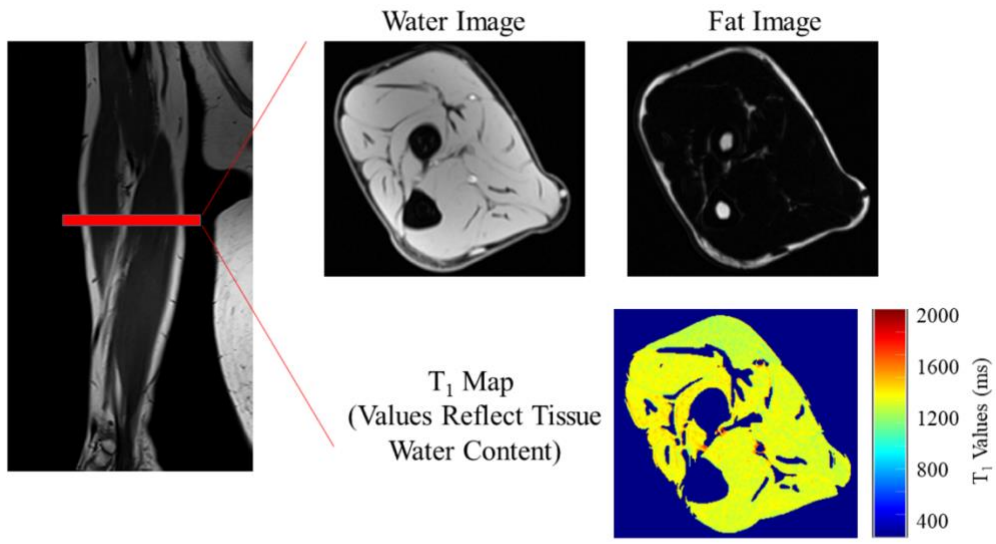 Water Image
Fat Image
T₁ Map
(Values Reflect Tissue
Water Content)
2000
1600
1200
800
400
T₁ Values (ms)